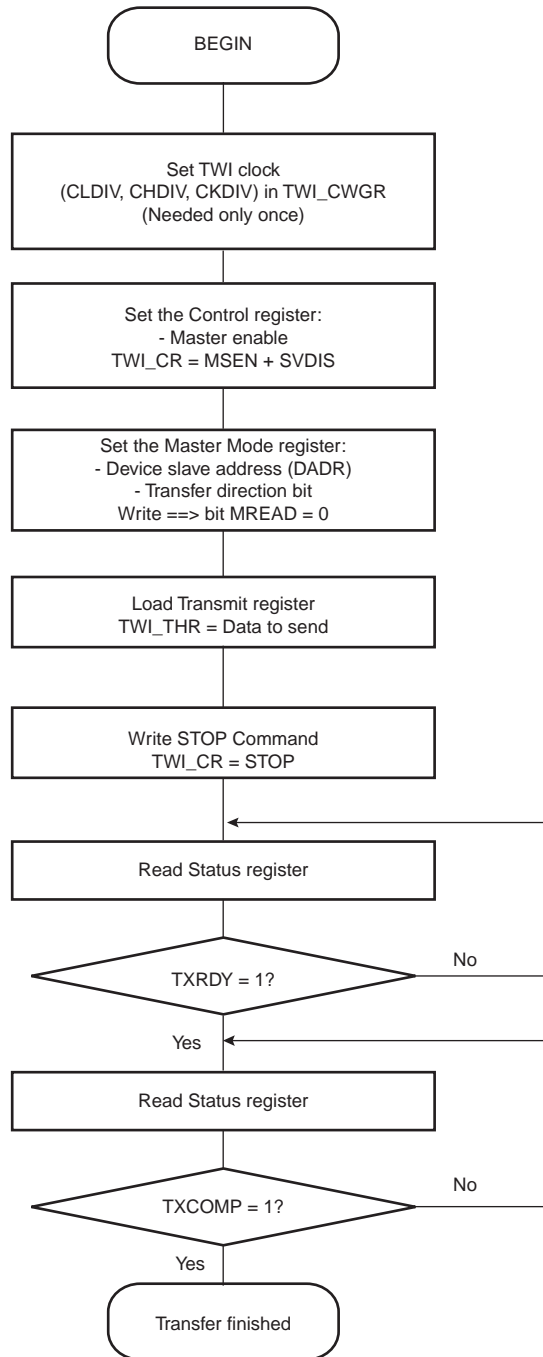 BEGIN
Set TWI clock
(CLDIV, CHDIV, CKDIV) in TWI_CWGR
(Needed only once)
Set the Control register:
- Master enable
TWI_CR = MSEN + SVDIS
Set the Master Mode register:
- Device slave address (DADR)
- Transfer direction bit
Write ==> bit MREAD = 0
Load Transmit register
TWI_THR = Data to send
Write STOP Command
TWI_CR = STOP
Read Status register
TXRDY = 1?
No
Yes
Read Status register
TXCOMP = 1?
No
Yes
Transfer finished